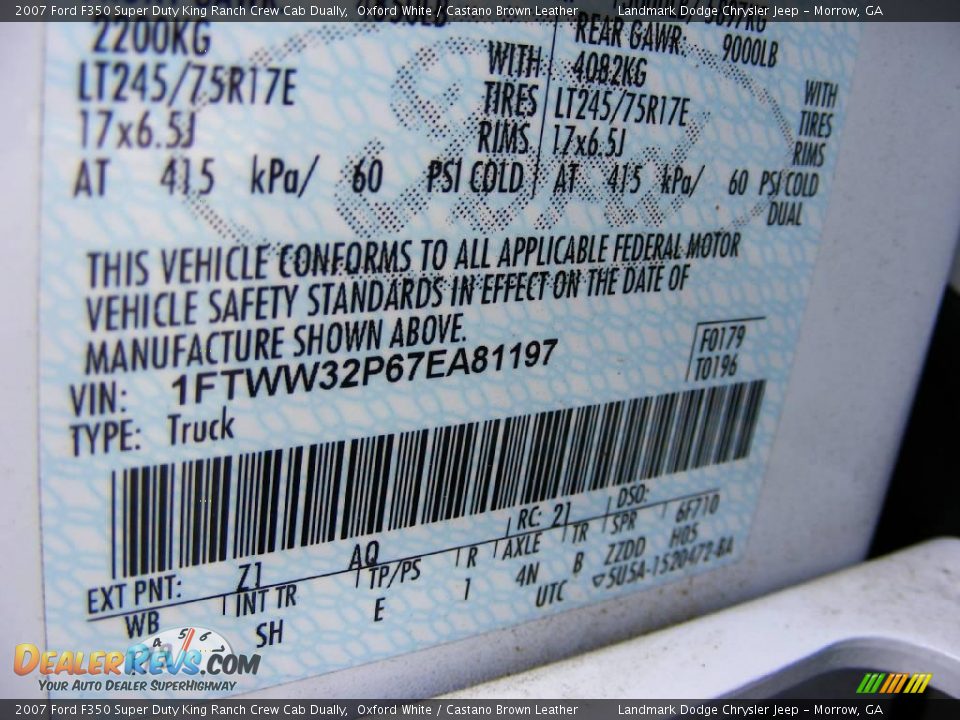 2007 Ford F350 Super Duty King Ranch Crew Cab Dually, Oxford White / Castano Brown Leather Landmark Dodge Chrysler Jeep - Morrow, GA
2200KG
LT245/75R17E
17x6.5J
WITH
TIRES
RIMS
AT 415 kPa/ 60 PSI COLD
REAR GAWR: 9000LB
4082KG
LT245/75R17E
17x6.5J
WITH
TIRES
RIMS
AT 415 kPa/ 60 PSI COLD
DUAL
THIS VEHICLE CONFORMS TO ALL APPLICABLE FEDERAL MOTOR
VEHICLE SAFETY STANDARDS IN EFFECT ON THE DATE OF
MANUFACTURE SHOWN ABOVE.
VIN: 1FTWW32P67EA81197
TYPE: Truck
F0179
T0196
EXT PNT: Z1 AQ RC: 21 DSO:
WB INT TR TP/PS R AXLE TR SPR 6F710
SH E 1 4N B ZZDD H05
UTC 5U5A-1520472-BA
DEALERREVS.COM
YOUR AUTO DEALER SUPERHIGHWAY
2007 Ford F350 Super Duty King Ranch Crew Cab Dually, Oxford White / Castano Brown Leather Landmark Dodge Chrysler Jeep - Morrow, GA